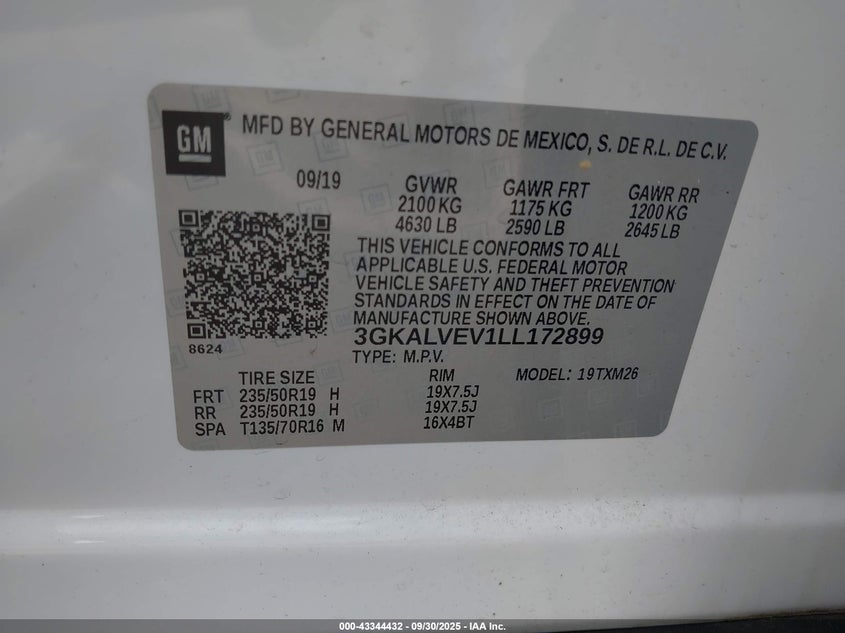 GM
MFD BY GENERAL MOTORS DE MEXICO, S. DE R.L. DE C.V.
09/19
GVWR GAWR FRT GAWR RR
2100 KG 1175 KG 1200 KG
4630 LB 2590 LB 2645 LB
THIS VEHICLE CONFORMS TO ALL
APPLICABLE U.S. FEDERAL MOTOR
VEHICLE SAFETY AND THEFT PREVENTION
STANDARDS IN EFFECT ON THE DATE OF
MANUFACTURE SHOWN ABOVE.
8624
3GKALVEV1LL172899
TYPE: M.P.V.
MODEL: 19TXM26
TIRE SIZE RIM
FRT 235/50R19 H 19X7.5J
RR 235/50R19 H 19X7.5J
SPA T135/70R16 M 16X4BT
000-43344432 - 09/30/2025 - IAA Inc.